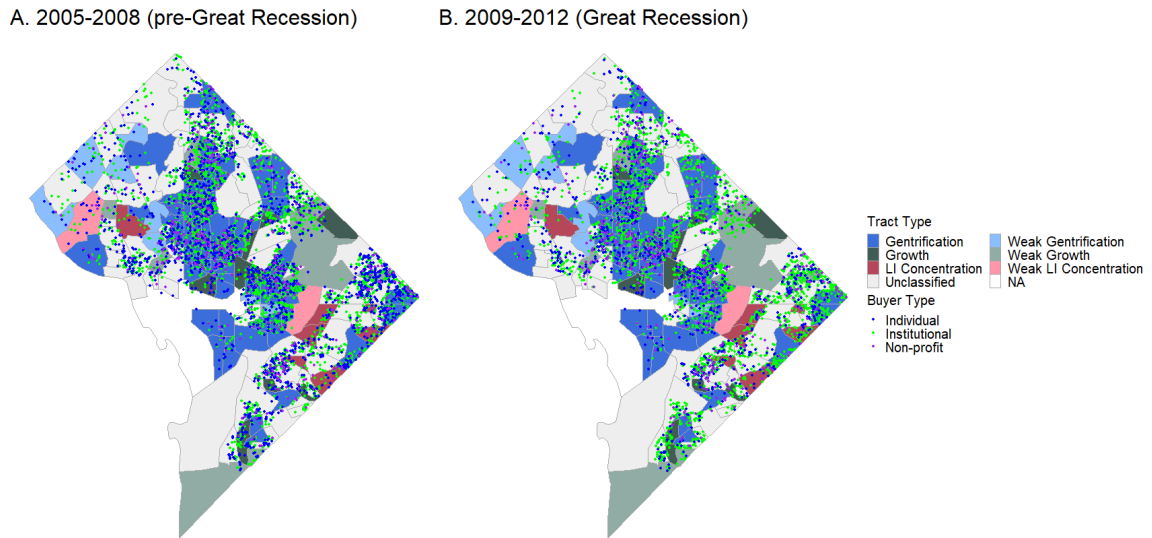 A. 2005-2008 (pre-Great Recession)
B. 2009-2012 (Great Recession)
Tract Type
Gentrification
Weak Gentrification
Growth
Weak Growth
LI Concentration
Weak LI Concentration
Unclassified
NA
Buyer Type
Individual
Institutional
Non-profit